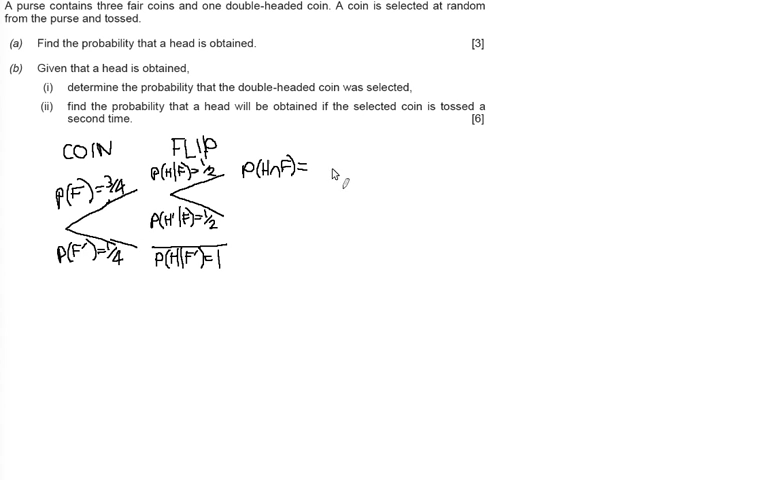 A purse contains three fair coins and one double-headed coin. A coin is selected at random
from the purse and tossed.
(a) Find the probability that a head is obtained. [3]
(b) Given that a head is obtained,
(i) determine the probability that the double-headed coin was selected,
(ii) find the probability that a head will be obtained if the selected coin is tossed a
second time. [6]
COIN FLIP
P(F)=3/4 P(H|F)=1/2 P(H∩F)=
P(H'|F)=1/2
P(F')=1/4 P(H|F')=1